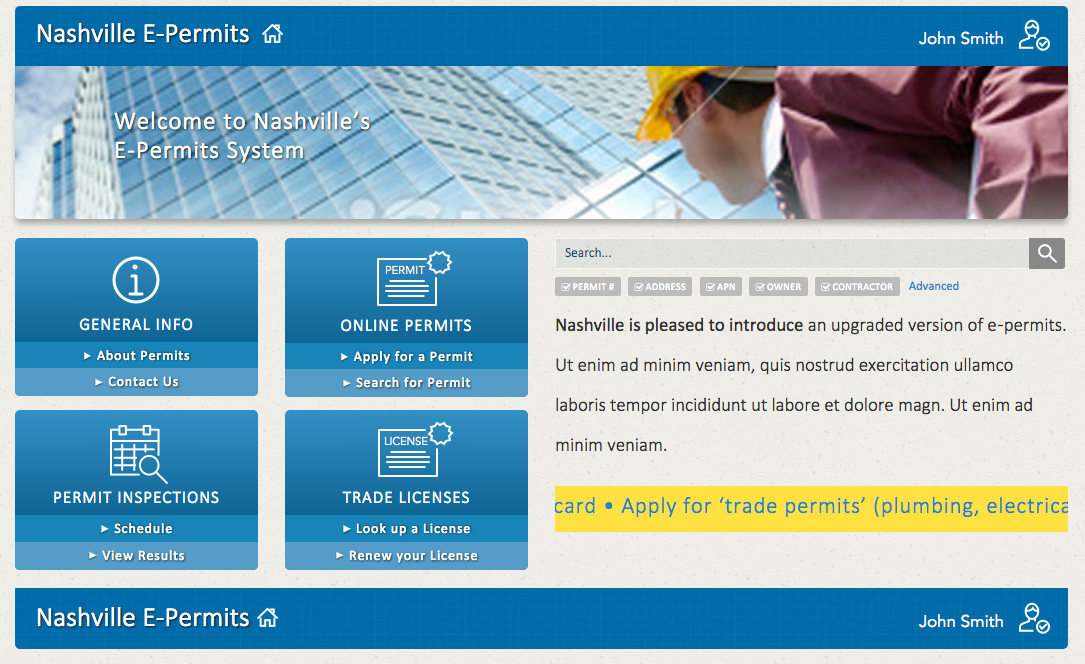 Nashville E-Permits
John Smith
Welcome to Nashville’s
E-Permits System
GENERAL INFO
► About Permits
► Contact Us
PERMIT
ONLINE PERMITS
► Apply for a Permit
► Search for Permit
PERMIT INSPECTIONS
► Schedule
► View Results
LICENSE
TRADE LICENSES
► Look up a License
► Renew your License
Search...
PERMIT # ADDRESS APN OWNER CONTRACTOR Advanced
Nashville is pleased to introduce an upgraded version of e-permits.
Ut enim ad minim veniam, quis nostrud exercitation ullamco
laboris tempor incididunt ut labore et dolore magn. Ut enim ad
minim veniam.
card • Apply for ‘trade permits’ (plumbing, electrica
Nashville E-Permits
John Smith